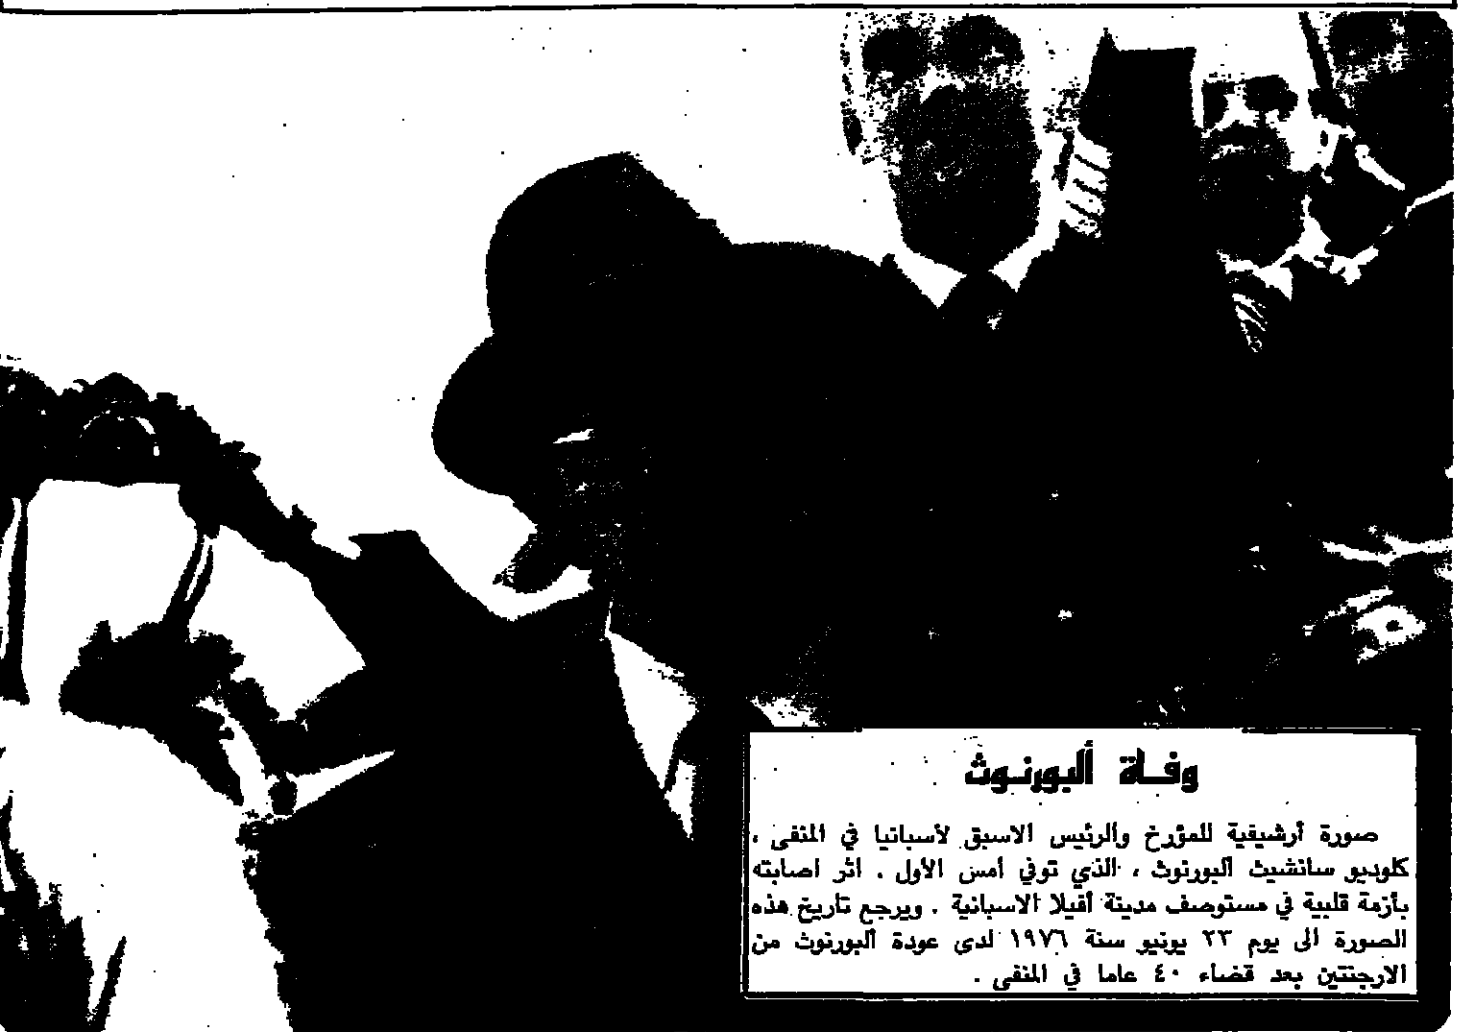 وفـاة ألبورنـوث
صورة أرشيفية للمؤرخ والرئيس الاسبق لأسبانيا في المنفى ،
كلوديو سانشيث ألبورنوث ، الذي توفي أمس الأول . اثر اصابته
بأزمة قلبية في مستوصف مدينة أفيلا الاسبانية . ويرجع تاريخ هذه
الصورة الى يوم ٢٣ يونيو سنة ١٩٧٦ لدى عودة ألبورنوث من
الارجنتين بعد قضاء ٤٠ عاما في المنفى .